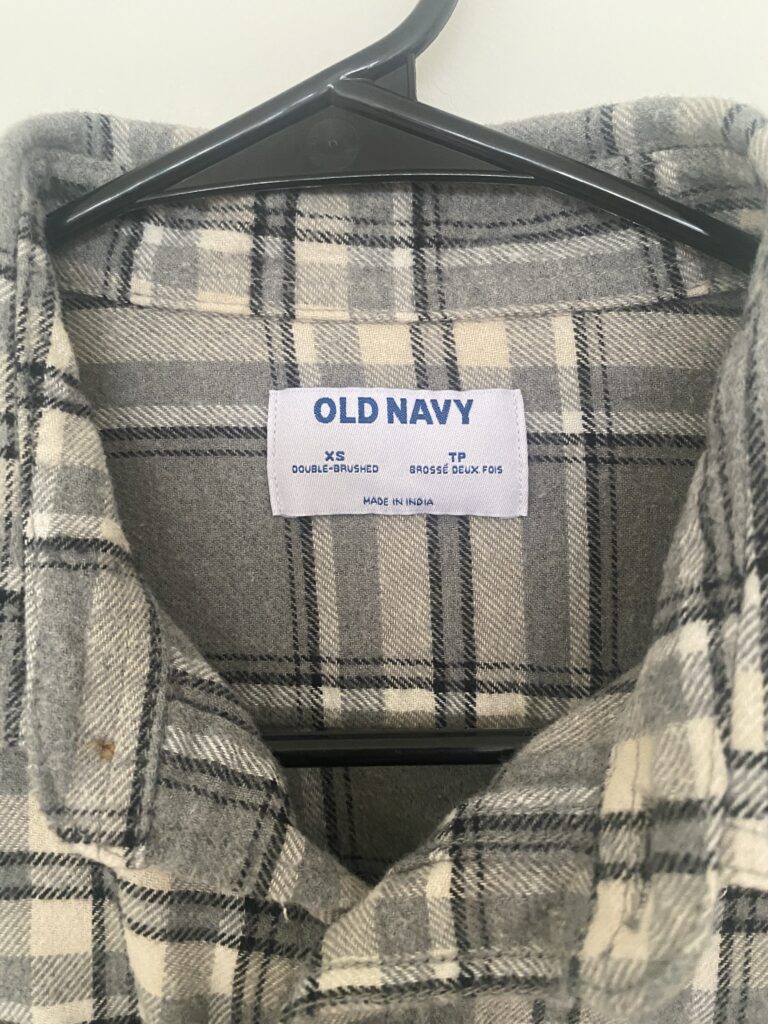 OLD NAVY
XS TP
DOUBLE-BRUSHED BROSSÉ DEUX FOIS
MADE IN INDIA